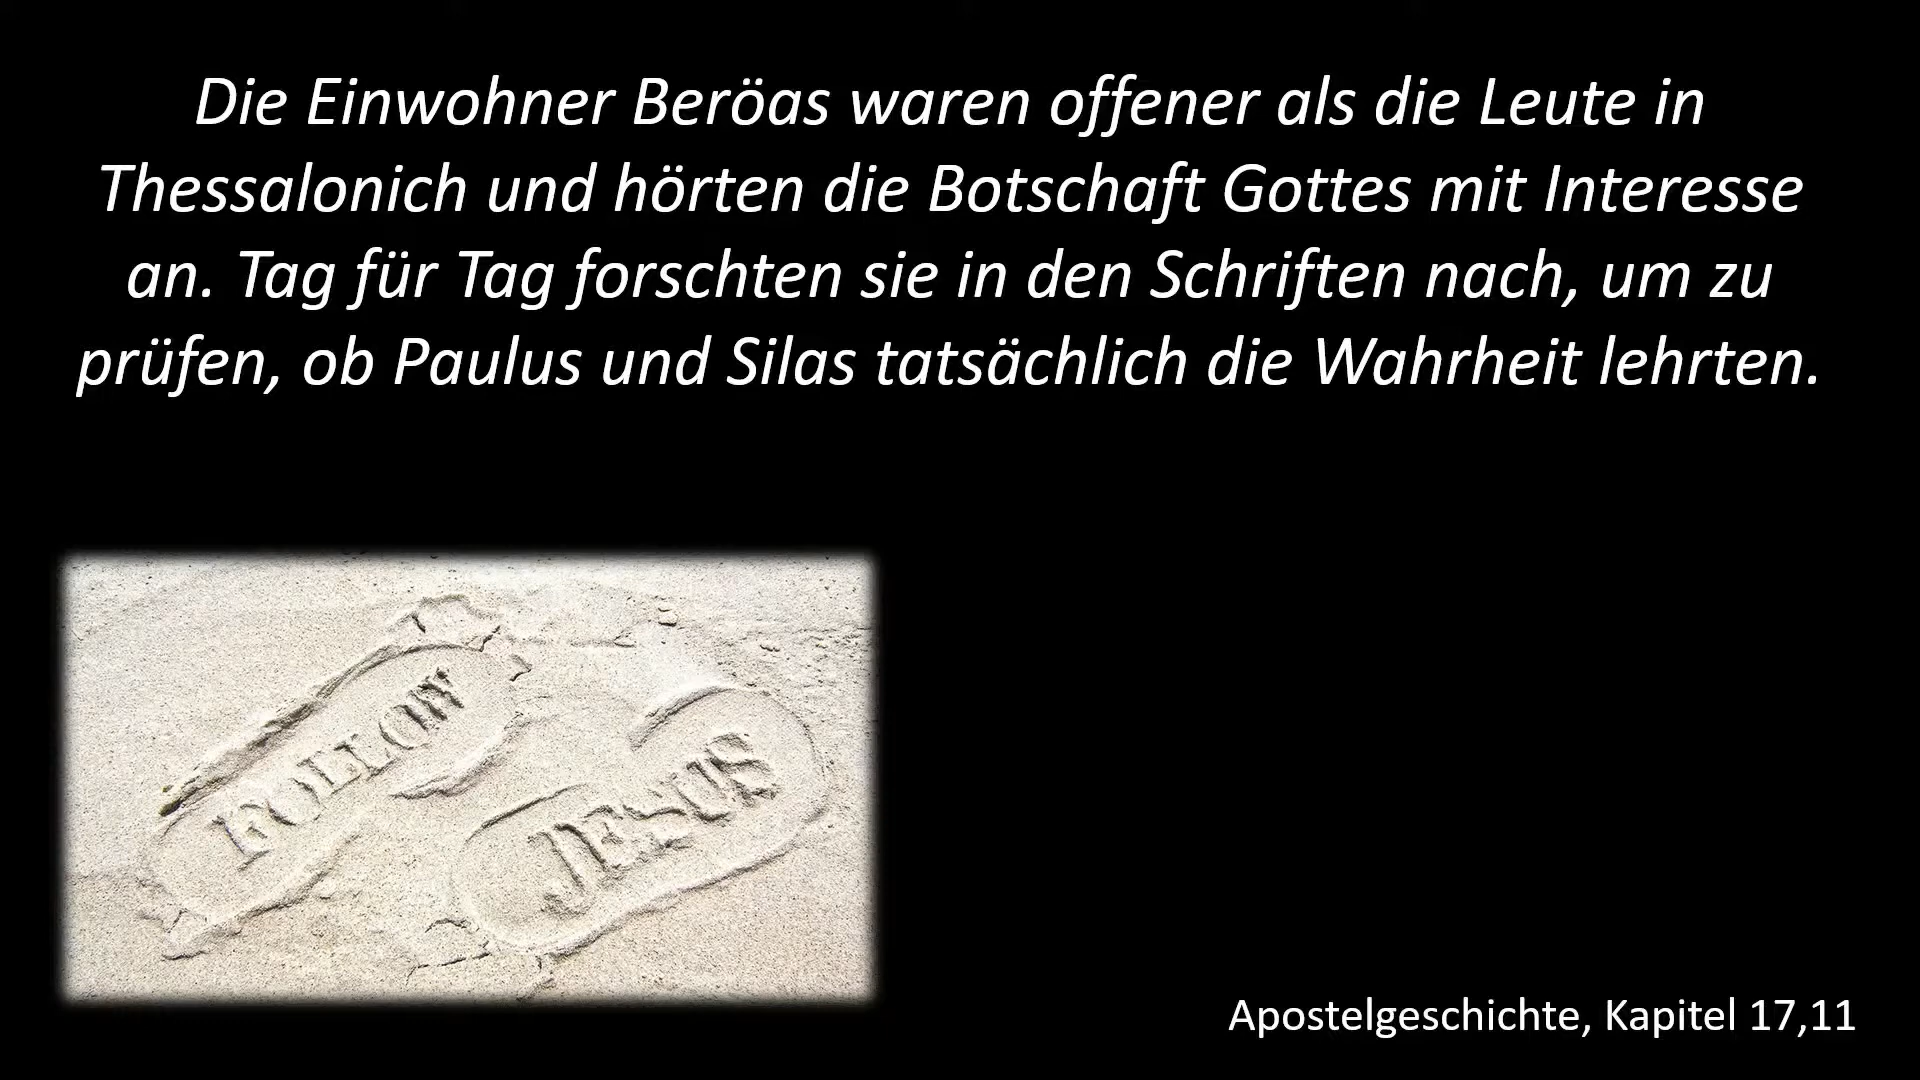 Die Einwohner Beröas waren offener als die Leute in
Thessalonich und hörten die Botschaft Gottes mit Interesse
an. Tag für Tag forschten sie in den Schriften nach, um zu
prüfen, ob Paulus und Silas tatsächlich die Wahrheit lehrten.
FOLLOW
JESUS
Apostelgeschichte, Kapitel 17,11